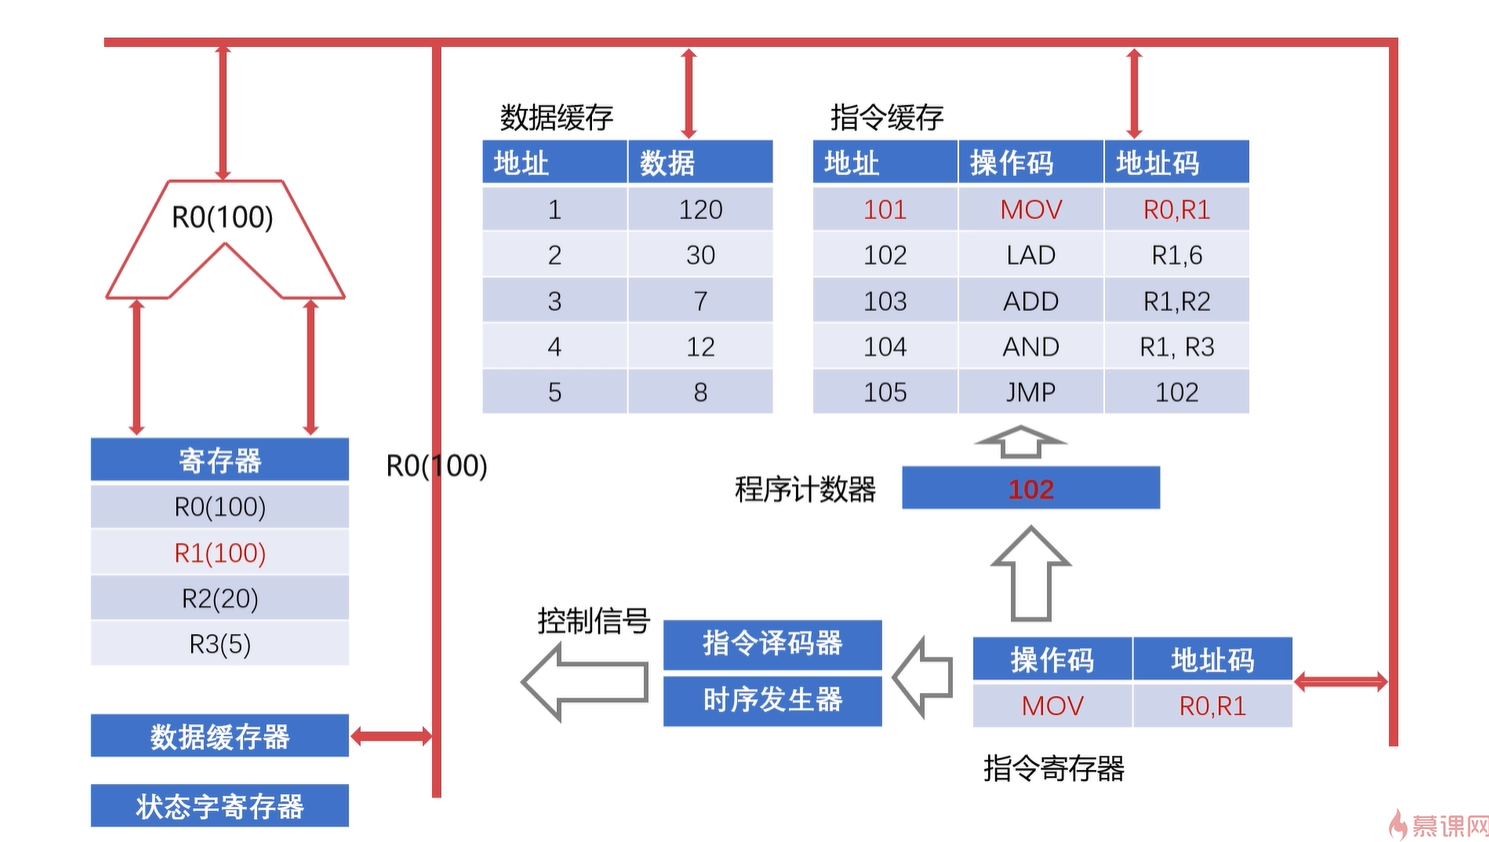 R0(100)
数据缓存
地址 数据
1 120
2 30
3 7
4 12
5 8
指令缓存
地址 操作码 地址码
101 MOV R0,R1
102 LAD R1,6
103 ADD R1,R2
104 AND R1, R3
105 JMP 102
寄存器
R0(100)
R1(100)
R2(20)
R3(5)
R0(100)
程序计数器
102
控制信号
指令译码器
时序发生器
操作码 地址码
MOV R0,R1
指令寄存器
数据缓存器
状态字寄存器
慕课网